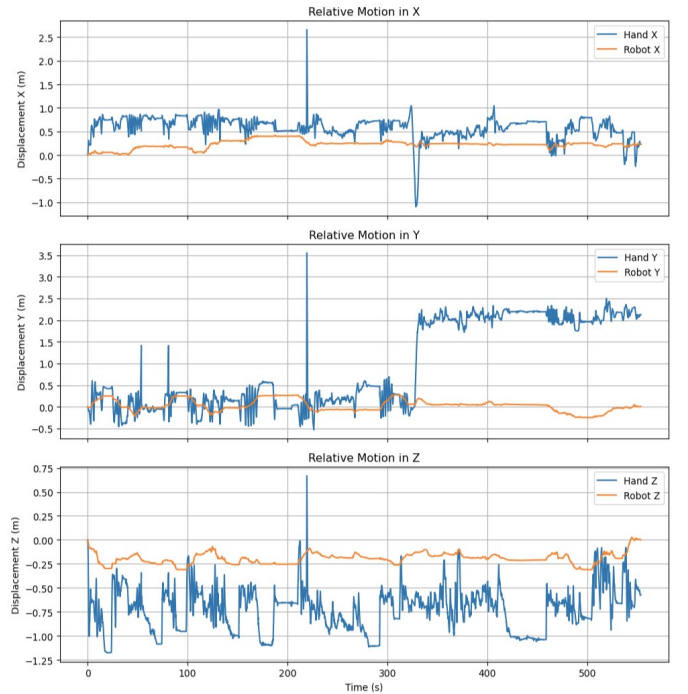 Relative Motion in X
Displacement X (m)
2.5
2.0
1.5
1.0
0.5
0.0
−0.5
−1.0
Hand X
Robot X
Relative Motion in Y
Displacement Y (m)
3.5
3.0
2.5
2.0
1.5
1.0
0.5
0.0
−0.5
Hand Y
Robot Y
Relative Motion in Z
Displacement Z (m)
0.75
0.50
0.25
0.00
−0.25
−0.50
−0.75
−1.00
−1.25
Hand Z
Robot Z
0 100 200 300 400 500
Time (s)